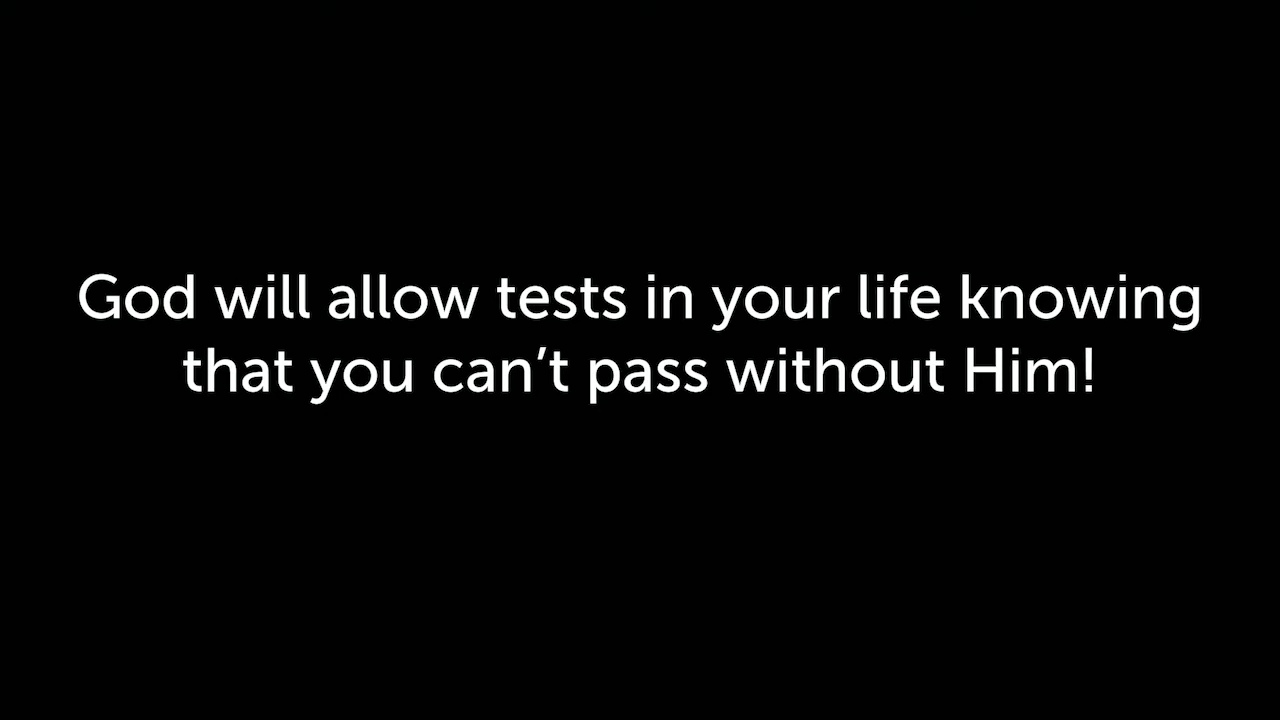 God will allow tests in your life knowing
that you can’t pass without Him!